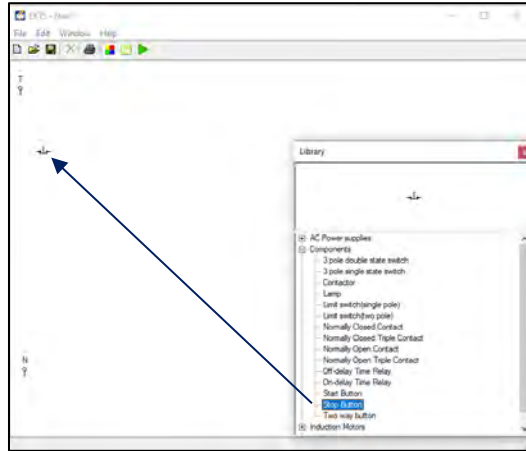 EKTS - [New]
File Edit Window Help
T
Library
AC Power supplies
Components
3 pole double state switch
3 pole single state switch
Contactor
Lamp
Limit switch(single pole)
Limit switch(two pole)
Normally Closed Contact
Normally Closed Triple Contact
Normally Open Contact
Normally Open Triple Contact
Off-delay Time Relay
On-delay Time Relay
Start Button
Stop Button
Two way button
Induction Motors
N